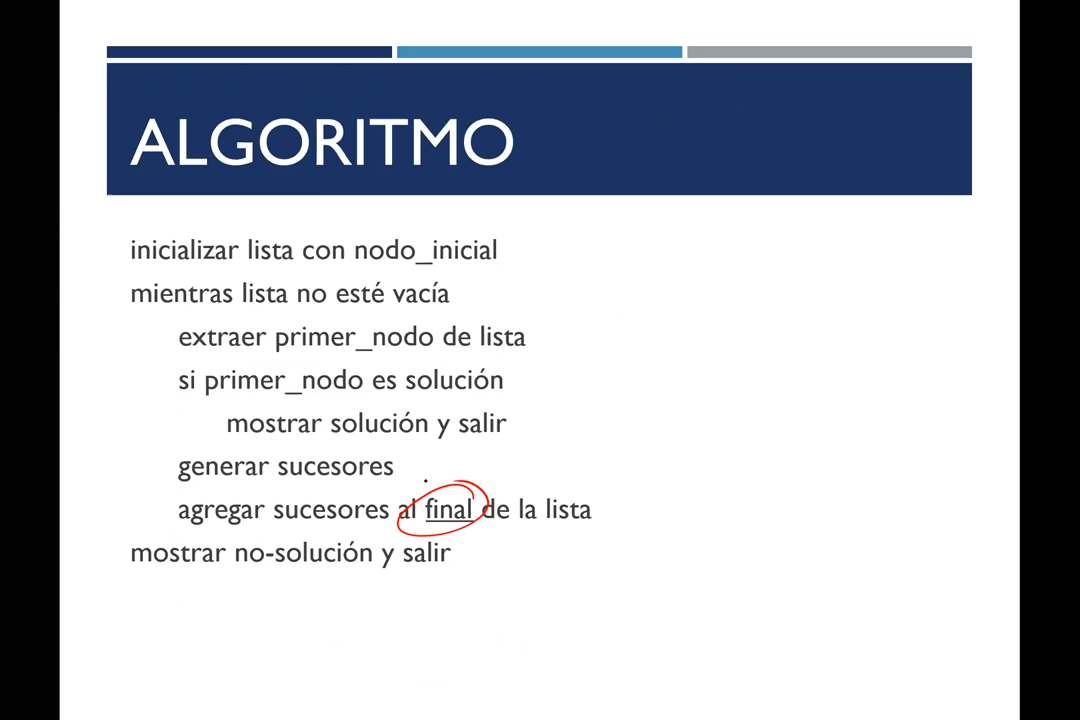 ALGORITMO
inicializar lista con nodo_inicial
mientras lista no esté vacía
extraer primer_nodo de lista
si primer_nodo es solución
mostrar solución y salir
generar sucesores
agregar sucesores al final de la lista
mostrar no-solución y salir